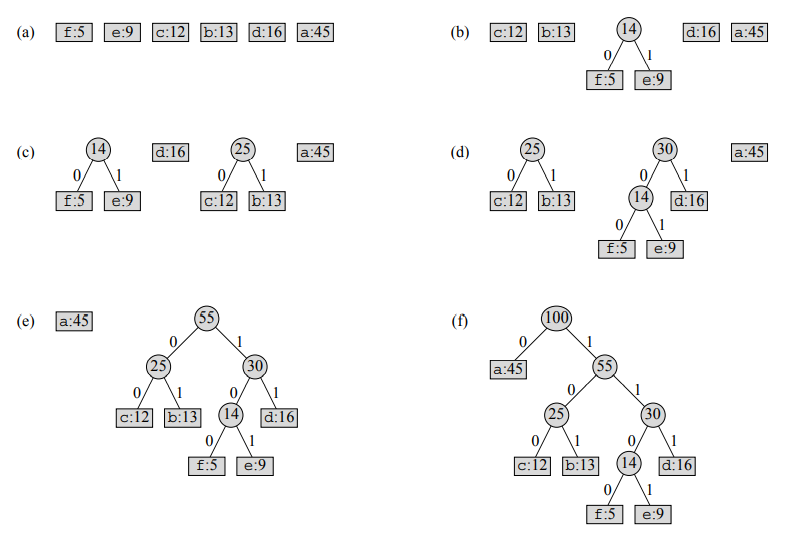 (a) f:5 e:9 c:12 b:13 d:16 a:45
(b) c:12 b:13 14 d:16 a:45
0 1
f:5 e:9
(c) 14 d:16 25 a:45
0 1 0 1
f:5 e:9 c:12 b:13
(d) 25 30 a:45
0 1 0 1
c:12 b:13 14 d:16
0 1
f:5 e:9
(e) a:45 55
0 1
25 30
0 1 0 1
c:12 b:13 14 d:16
0 1
f:5 e:9
(f) 100
0 1
a:45 55
0 1
25 30
0 1 0 1
c:12 b:13 14 d:16
0 1
f:5 e:9